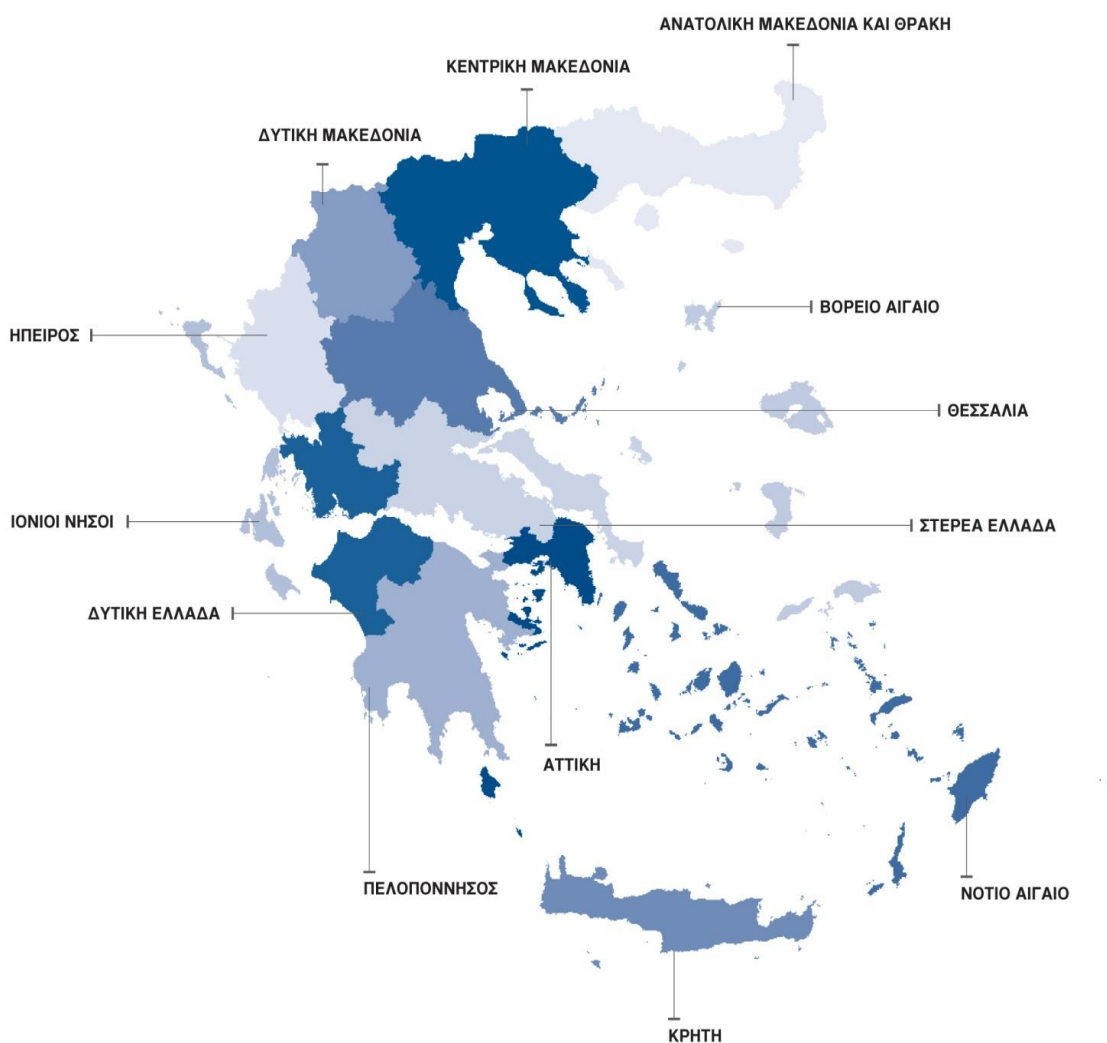 ΑΝΑΤΟΛΙΚΗ ΜΑΚΕΔΟΝΙΑ ΚΑΙ ΘΡΑΚΗ
ΚΕΝΤΡΙΚΗ ΜΑΚΕΔΟΝΙΑ
ΔΥΤΙΚΗ ΜΑΚΕΔΟΝΙΑ
ΒΟΡΕΙΟ ΑΙΓΑΙΟ
ΗΠΕΙΡΟΣ
ΘΕΣΣΑΛΙΑ
ΙΟΝΙΟΙ ΝΗΣΟΙ
ΣΤΕΡΕΑ ΕΛΛΑΔΑ
ΔΥΤΙΚΗ ΕΛΛΑΔΑ
ΑΤΤΙΚΗ
ΠΕΛΟΠΟΝΝΗΣΟΣ
ΝΟΤΙΟ ΑΙΓΑΙΟ
ΚΡΗΤΗ